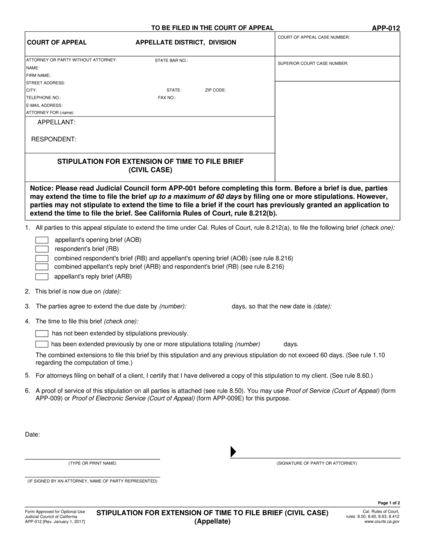 TO BE FILED IN THE COURT OF APPEAL
APP-012
COURT OF APPEAL APPELLATE DISTRICT, DIVISION
COURT OF APPEAL CASE NUMBER:
ATTORNEY OR PARTY WITHOUT ATTORNEY: STATE BAR NO.:
NAME:
FIRM NAME:
STREET ADDRESS:
CITY: STATE: ZIP CODE:
TELEPHONE NO.: FAX NO.:
E-MAIL ADDRESS:
ATTORNEY FOR (name):
SUPERIOR COURT CASE NUMBER:
APPELLANT:
RESPONDENT:
STIPULATION FOR EXTENSION OF TIME TO FILE BRIEF
(CIVIL CASE)
Notice: Please read Judicial Council form APP-001 before completing this form. Before a brief is due, parties
may extend the time to file the brief up to a maximum of 60 days by filing one or more stipulations. However,
parties may not stipulate to extend the time to file a brief if the court has previously granted an application to
extend the time to file the brief. See California Rules of Court, rule 8.212(b).
1. All parties to this appeal stipulate to extend the time under Cal. Rules of Court, rule 8.212(a), to file the following brief (check one):
appellant's opening brief (AOB)
respondent's brief (RB)
combined respondent's brief (RB) and appellant's opening brief (AOB) (see rule 8.216)
combined appellant's reply brief (ARB) and respondent's brief (RB) (see rule 8.216)
appellant's reply brief (ARB)
2. This brief is now due on (date):
3. The parties agree to extend the due date by (number): days, so that the new date is (date):
4. The time to file this brief (check one):
has not been extended by stipulations previously.
has been extended previously by one or more stipulations totaling (number) days.
The combined extensions to file this brief by this stipulation and any previous stipulation do not exceed 60 days. (See rule 1.10
regarding the computation of time.)
5. For attorneys filing on behalf of a client, I certify that I have delivered a copy of this stipulation to my client. (See rule 8.60.)
6. A proof of service of this stipulation on all parties is attached (see rule 8.50). You may use Proof of Service (Court of Appeal) (form
APP-009) or Proof of Electronic Service (Court of Appeal) (form APP-009E) for this purpose.
Date:
(TYPE OR PRINT NAME)
(SIGNATURE OF PARTY OR ATTORNEY)
(IF SIGNED BY AN ATTORNEY, NAME OF PARTY REPRESENTED)
Page 1 of 2
Form Approved for Optional Use
Judicial Council of California
APP-012 [Rev. January 1, 2017]
STIPULATION FOR EXTENSION OF TIME TO FILE BRIEF (CIVIL CASE)
(Appellate)
Cal. Rules of Court,
rules 8.50, 8.60, 8.63, 8.212
www.courts.ca.gov